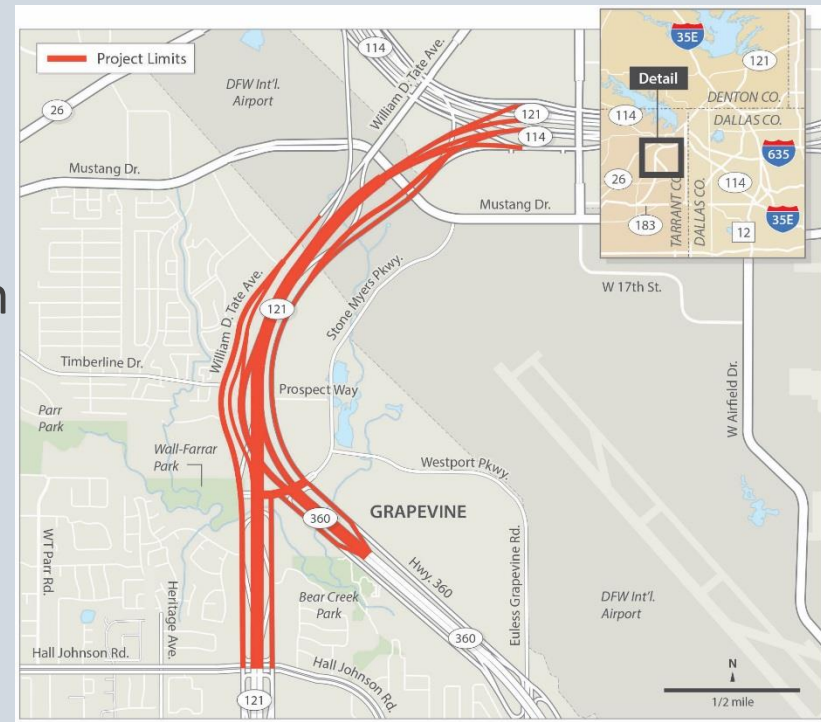 Project Limits
114
DFW Int'l.
Airport
William D. Tate Ave.
26
121
114
Mustang Dr.
Mustang Dr.
35E
121
Detail
DENTON CO.
DALLAS CO.
114
635
26
114
TARRANT CO.
DALLAS CO.
183
12
35E
n
William D. Tate Ave.
121
Stone Myers Pkwy.
W 17th St.
Timberline Dr.
Prospect Way
W Airfield Dr.
Parr
Park
Wall-Farrar
Park
Westport Pkwy.
360
GRAPEVINE
WT Parr Rd.
Heritage Ave.
Hwy. 360
Euless Grapevine Rd.
DFW Int'l.
Airport
Bear Creek
Park
360
Hall Johnson Rd.
Hall Johnson Rd.
121
N
1/2 mile